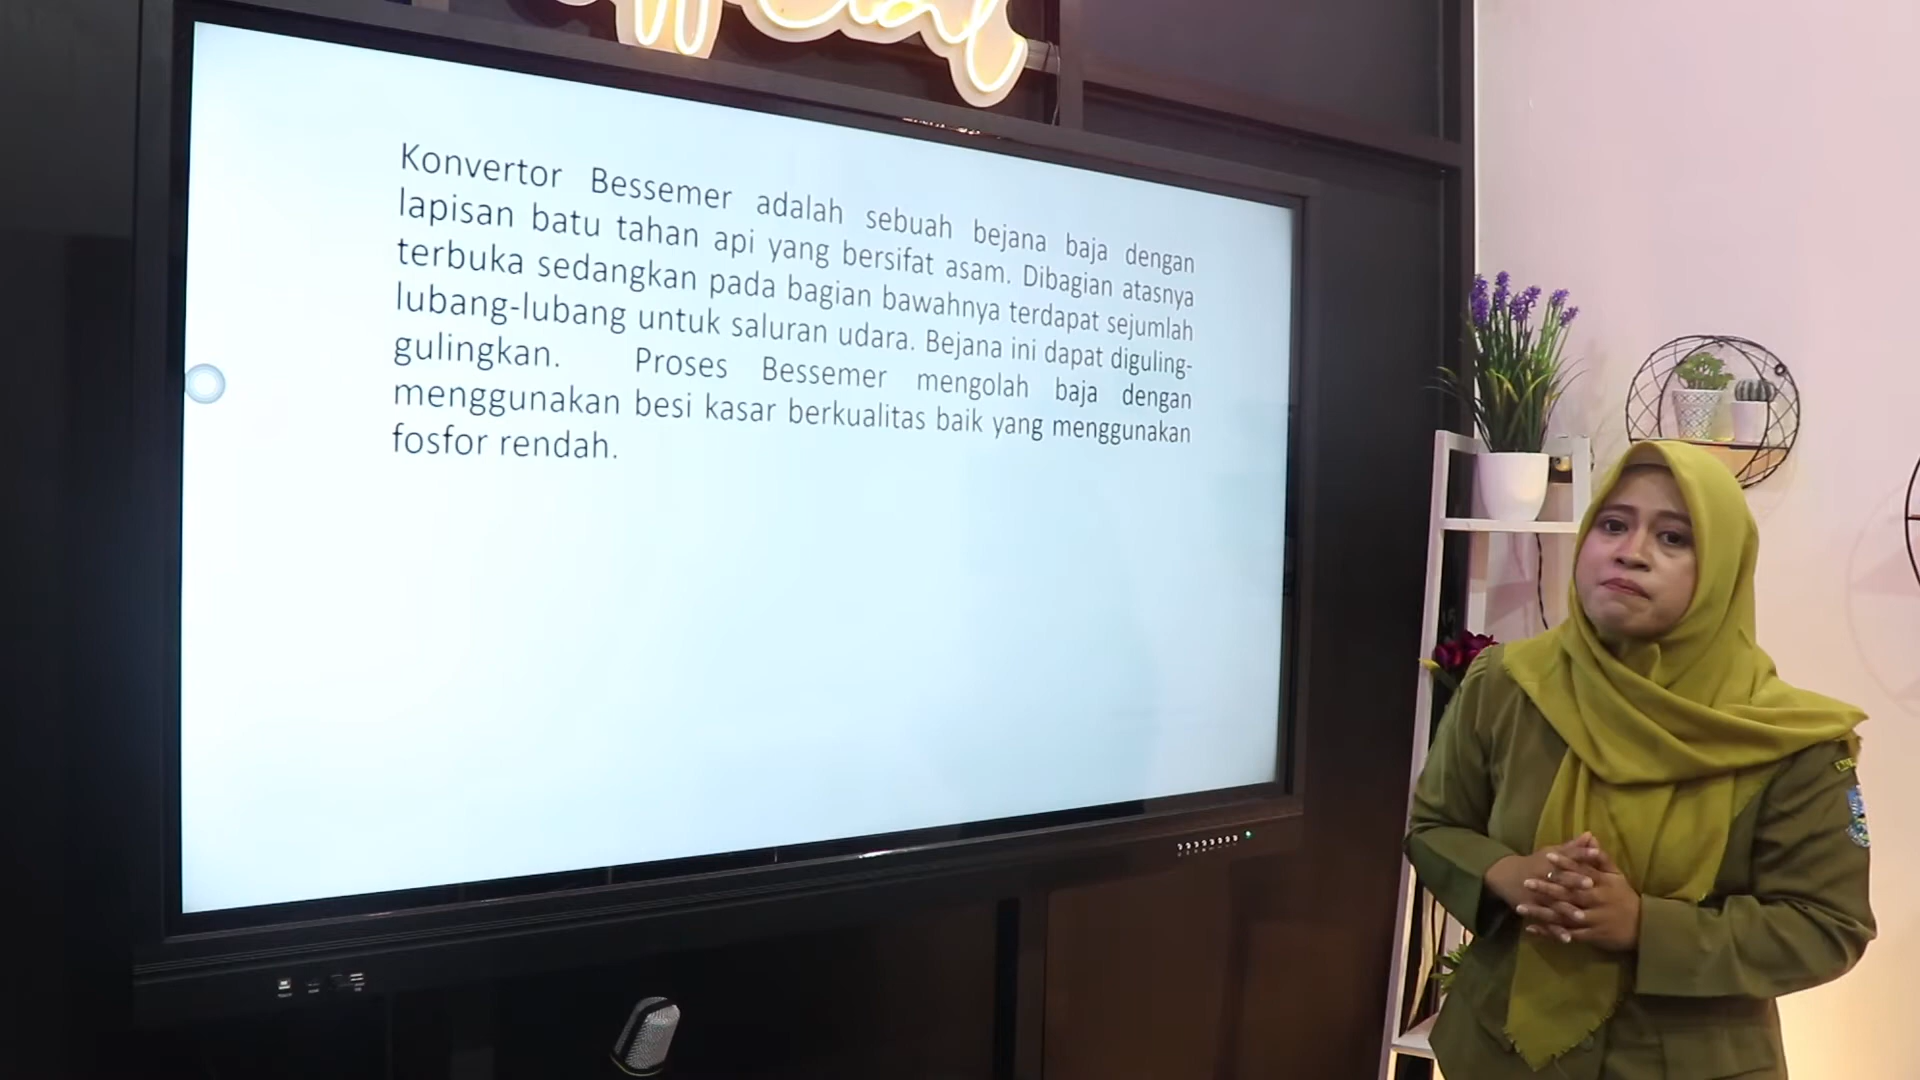 Konvertor Bessemer adalah sebuah bejana baja dengan
lapisan batu tahan api yang bersifat asam. Dibagian atasnya
terbuka sedangkan pada bagian bawahnya terdapat sejumlah
lubang-lubang untuk saluran udara. Bejana ini dapat diguling-
gulingkan. Proses Bessemer mengolah baja dengan
menggunakan besi kasar berkualitas baik yang menggunakan
fosfor rendah.